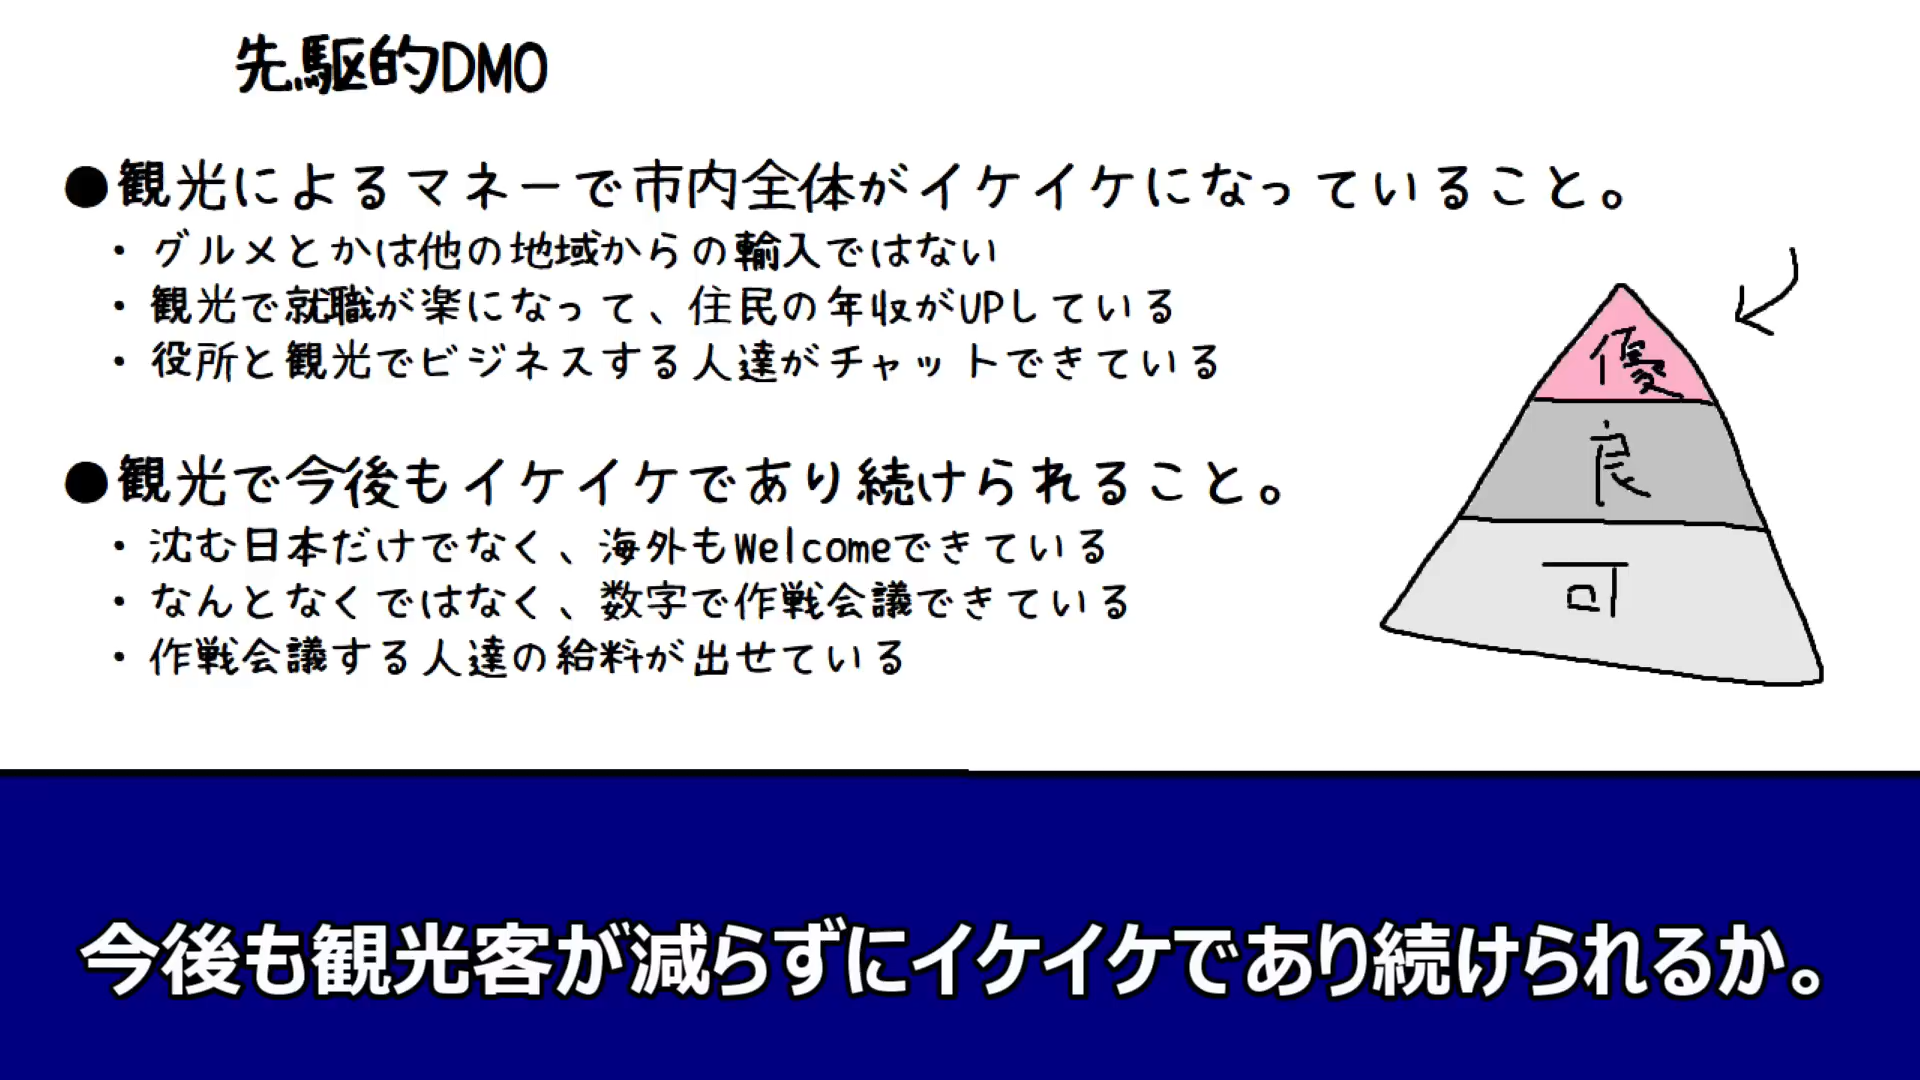 先駆的DMO
●観光によるマネーで市内全体がイケイケになっていること。
・グルメとかは他の地域からの輸入ではない
・観光で就職が楽になって、住民の年収がUPしている
・役所と観光でビジネスする人達がチャットできている
●観光で今後もイケイケであり続けられること。
・沈む日本だけでなく、海外もWelcomeできている
・なんとなくではなく、数字で作戦会議できている
・作戦会議する人達の給料が出せている
優
良
可
今後も観光客が減らずにイケイケであり続けられるか。